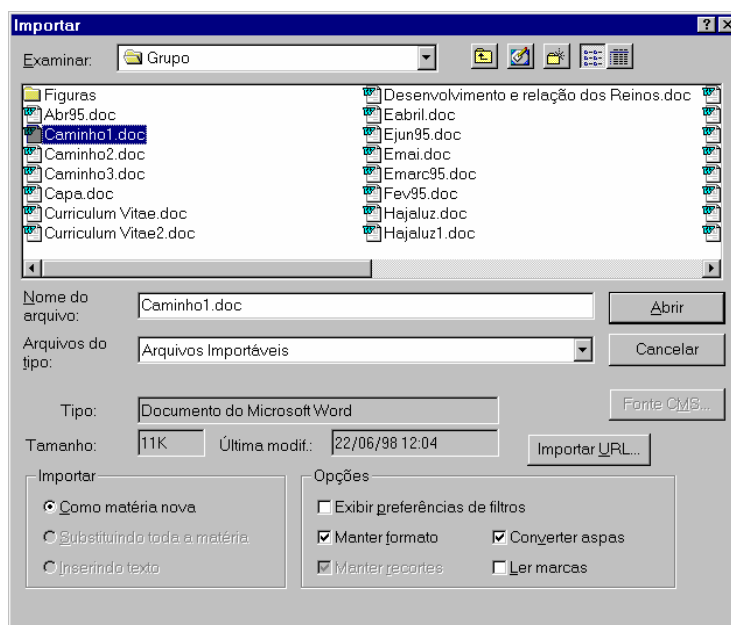 Importar
Examinar: Grupo
Figuras
Abr95.doc
Caminho1.doc
Caminho2.doc
Caminho3.doc
Capa.doc
Curriculum Vitae.doc
Curriculum Vitae2.doc
Desenvolvimento e relação dos Reinos.doc
Eabril.doc
Ejun95.doc
Emai.doc
Emarc95.doc
Fev95.doc
Hajaluz.doc
Hajaluz1.doc
Nome do
arquivo:
Caminho1.doc
Abrir
Arquivos do
tipo:
Arquivos Importáveis
Cancelar
Tipo: Documento do Microsoft Word
Fonte CMS...
Tamanho: 11K Última modif.: 22/06/98 12:04
Importar URL...
Importar
Como matéria nova
Substituindo toda a matéria
Inserindo texto
Opções
Exibir preferências de filtros
Manter formato Converter aspas
Manter recortes Ler marcas